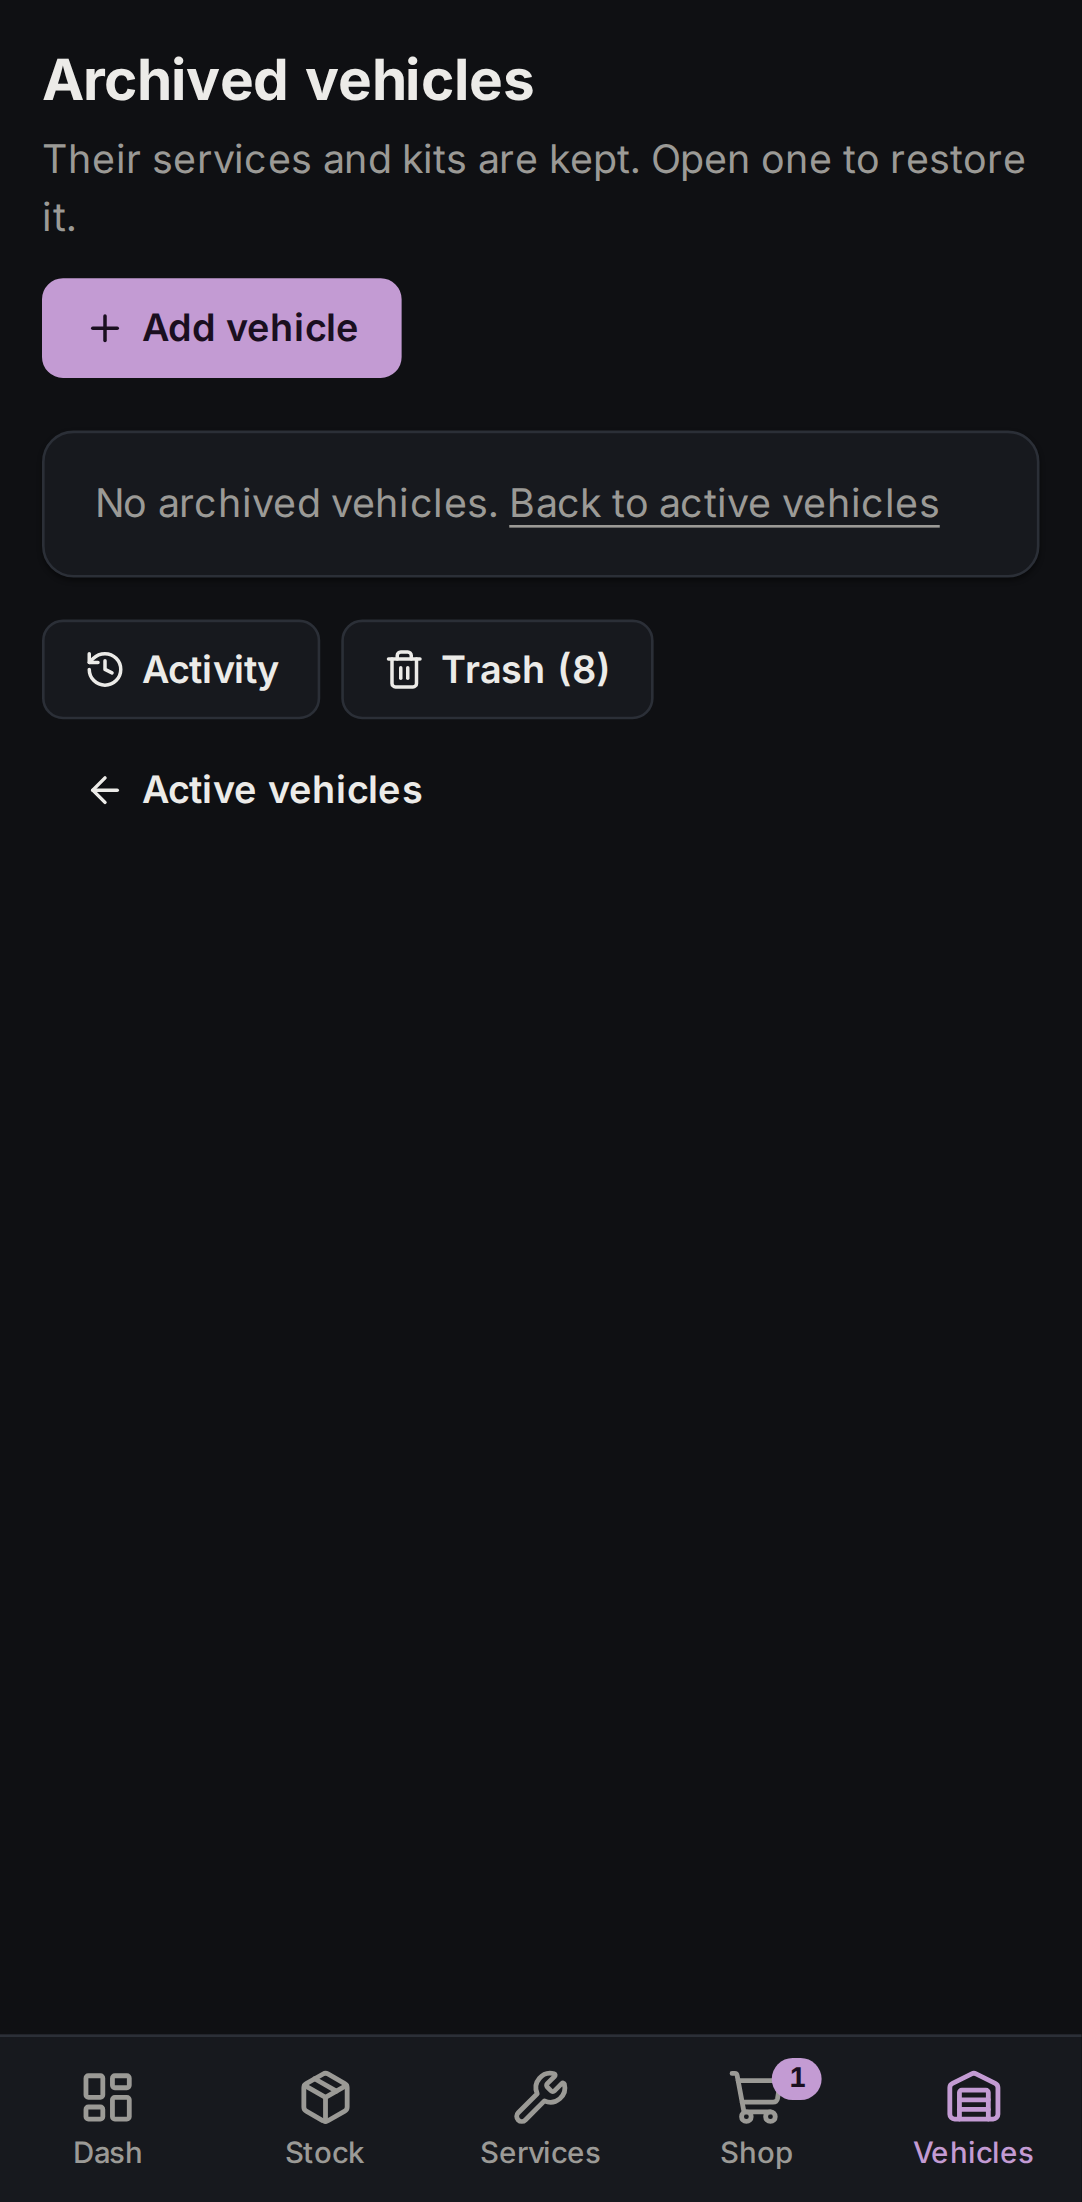 Archived vehicles
Their services and kits are kept. Open one to restore
it.
Add vehicle
No archived vehicles. Back to active vehicles
Activity
Trash (8)
Active vehicles
1
Dash
Stock
Services
Shop
Vehicles